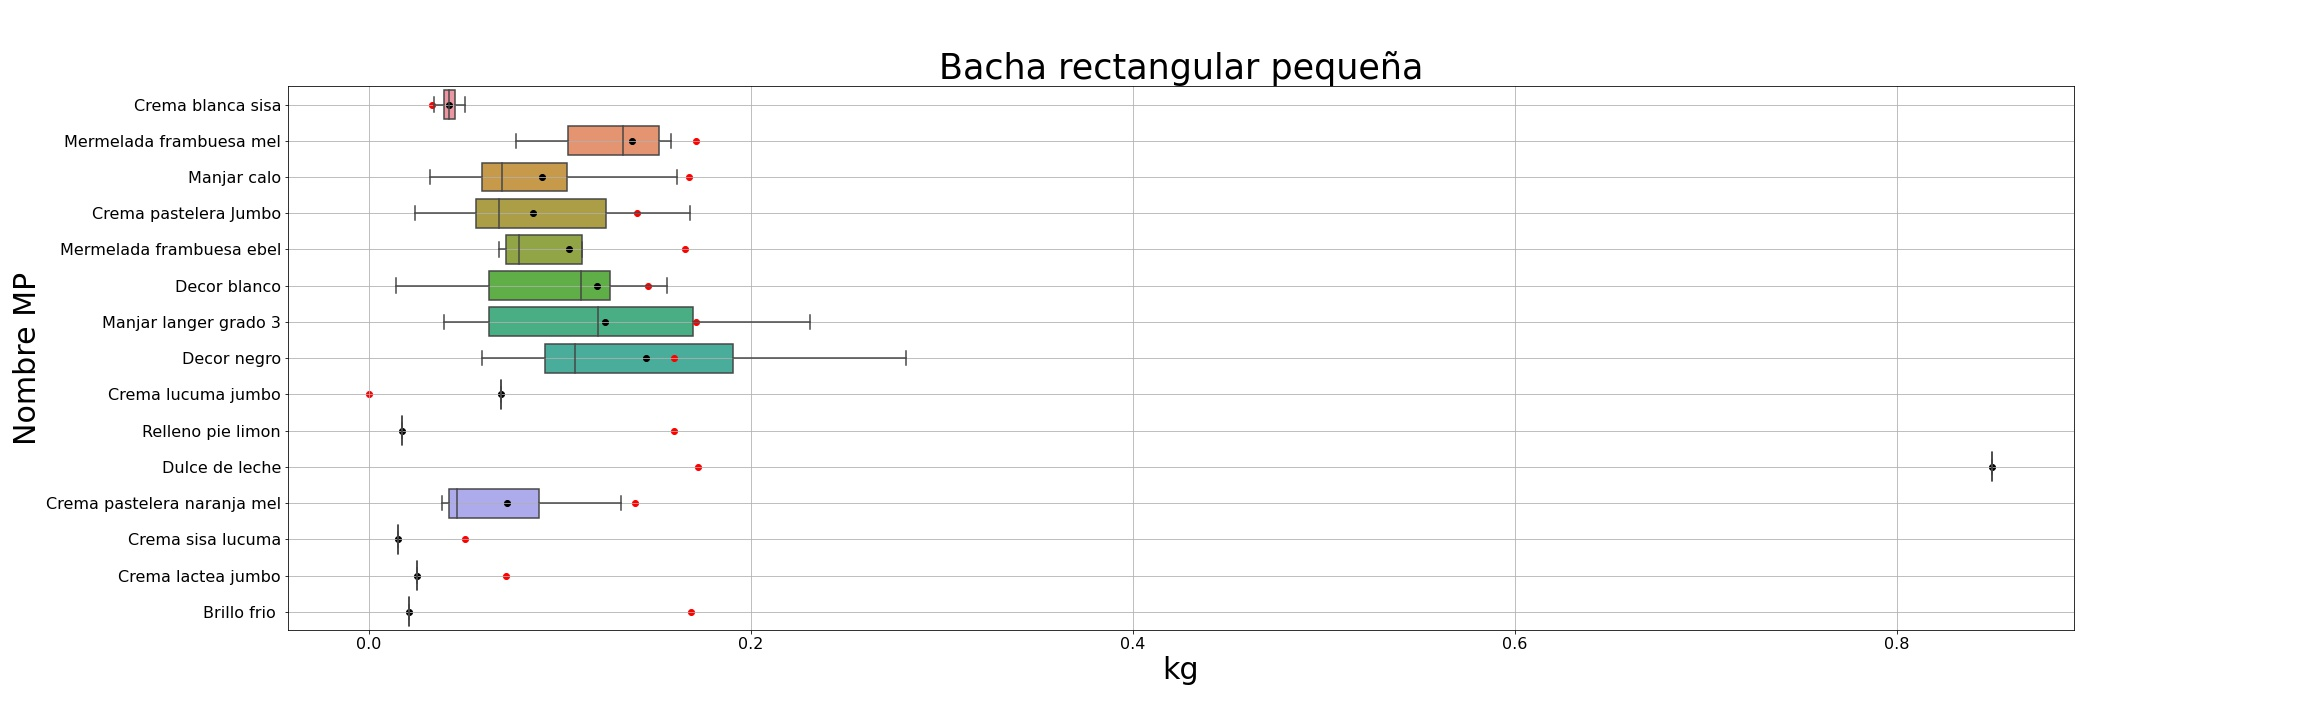 Bacha rectangular pequeña
Nombre MP
Crema blanca sisa
Mermelada frambuesa mel
Manjar calo
Crema pastelera Jumbo
Mermelada frambuesa ebel
Decor blanco
Manjar langer grado 3
Decor negro
Crema lucuma jumbo
Relleno pie limon
Dulce de leche
Crema pastelera naranja mel
Crema sisa lucuma
Crema lactea jumbo
Brillo frio
0.0 0.2 0.4 0.6 0.8
kg